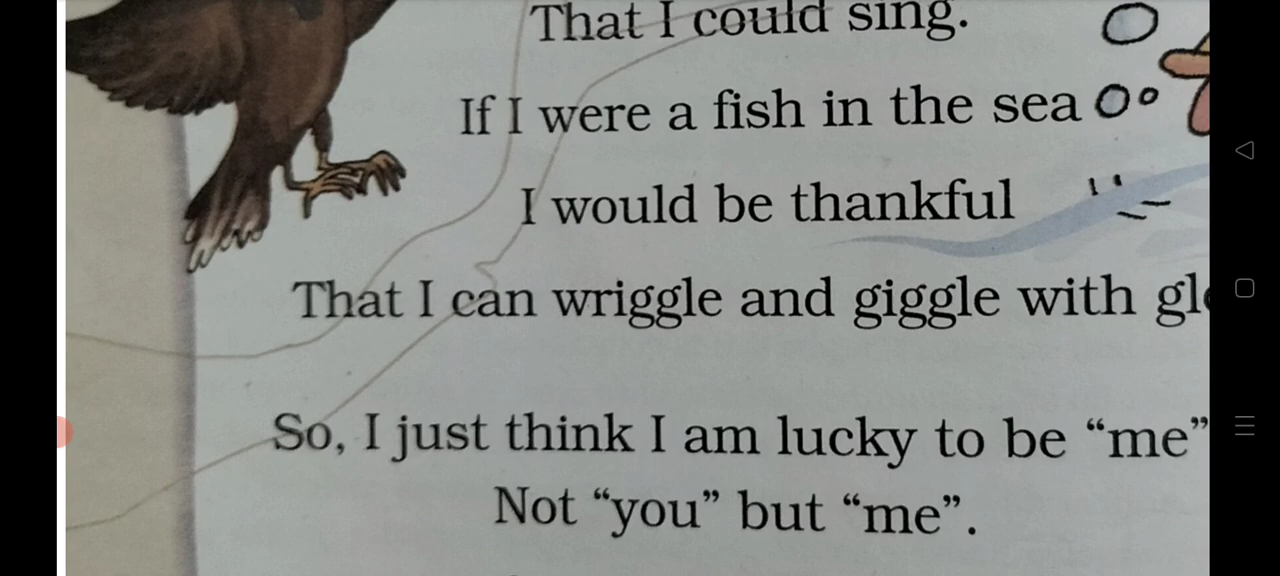 That I could sing.
If I were a fish in the sea
I would be thankful
That I can wriggle and giggle with
So, I just think I am lucky to be “me”
Not “you” but “me”.